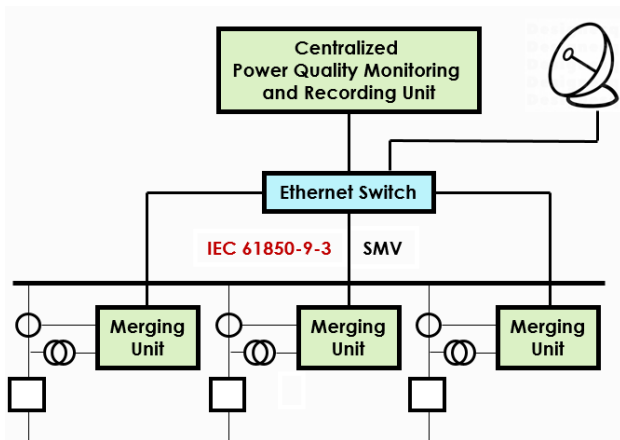 Centralized
Power Quality Monitoring
and Recording Unit
Ethernet Switch
IEC 61850-9-3 SMV
Merging
Unit
Merging
Unit
Merging
Unit